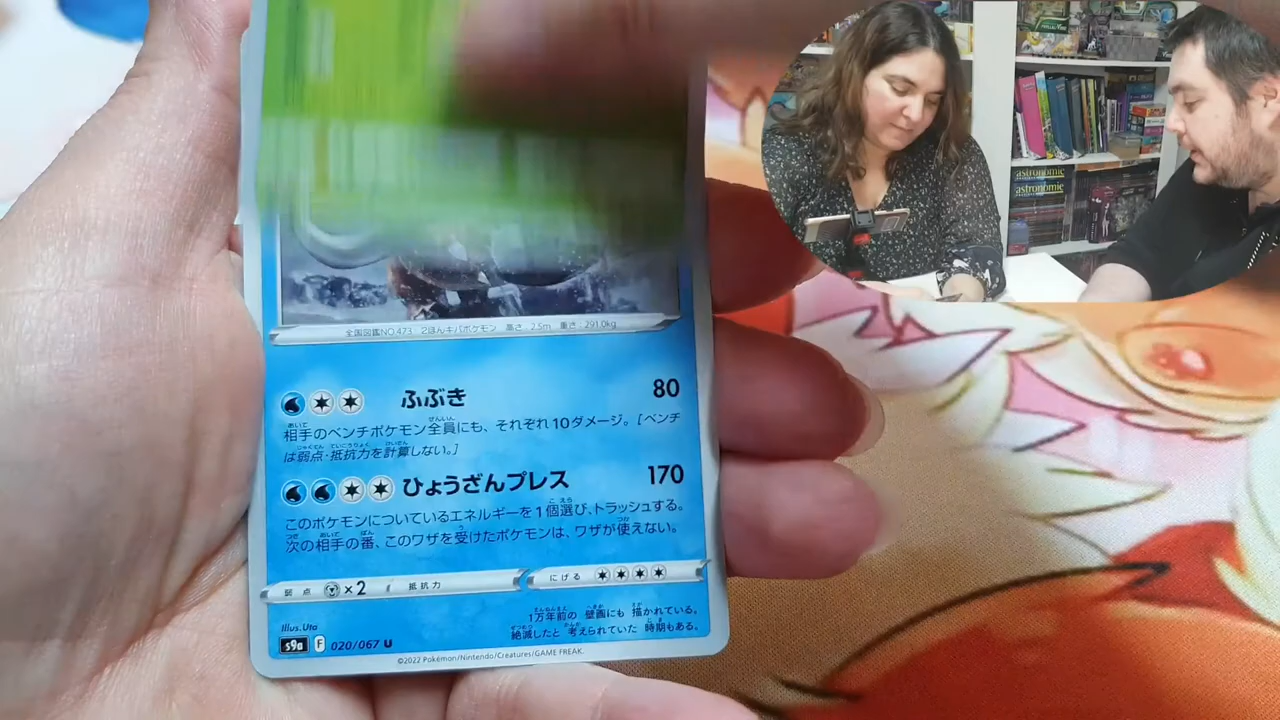 全国図鑑NO.473 : 2ほんキバポケモン 高さ : 2.5m 重さ : 291.0kg
ふぶき 80
相手のベンチポケモン全員にも、それぞれ10ダメージ。[ベンチ
は弱点・抵抗力を計算しない。]
ひょうざんプレス 170
このポケモンについているエネルギーを1個選び、トラッシュする。
次の相手の番、このワザを受けたポケモンは、ワザが使えない。
弱点 ×2 抵抗力 にげる
1万年前の 壁画にも 描かれている。
絶滅したと 考えられていた 時期もある。
Illus.Uta
s9a F 020/067 U
©2022 Pokémon/Nintendo/Creatures/GAME FREAK.
astronomie
astronomie